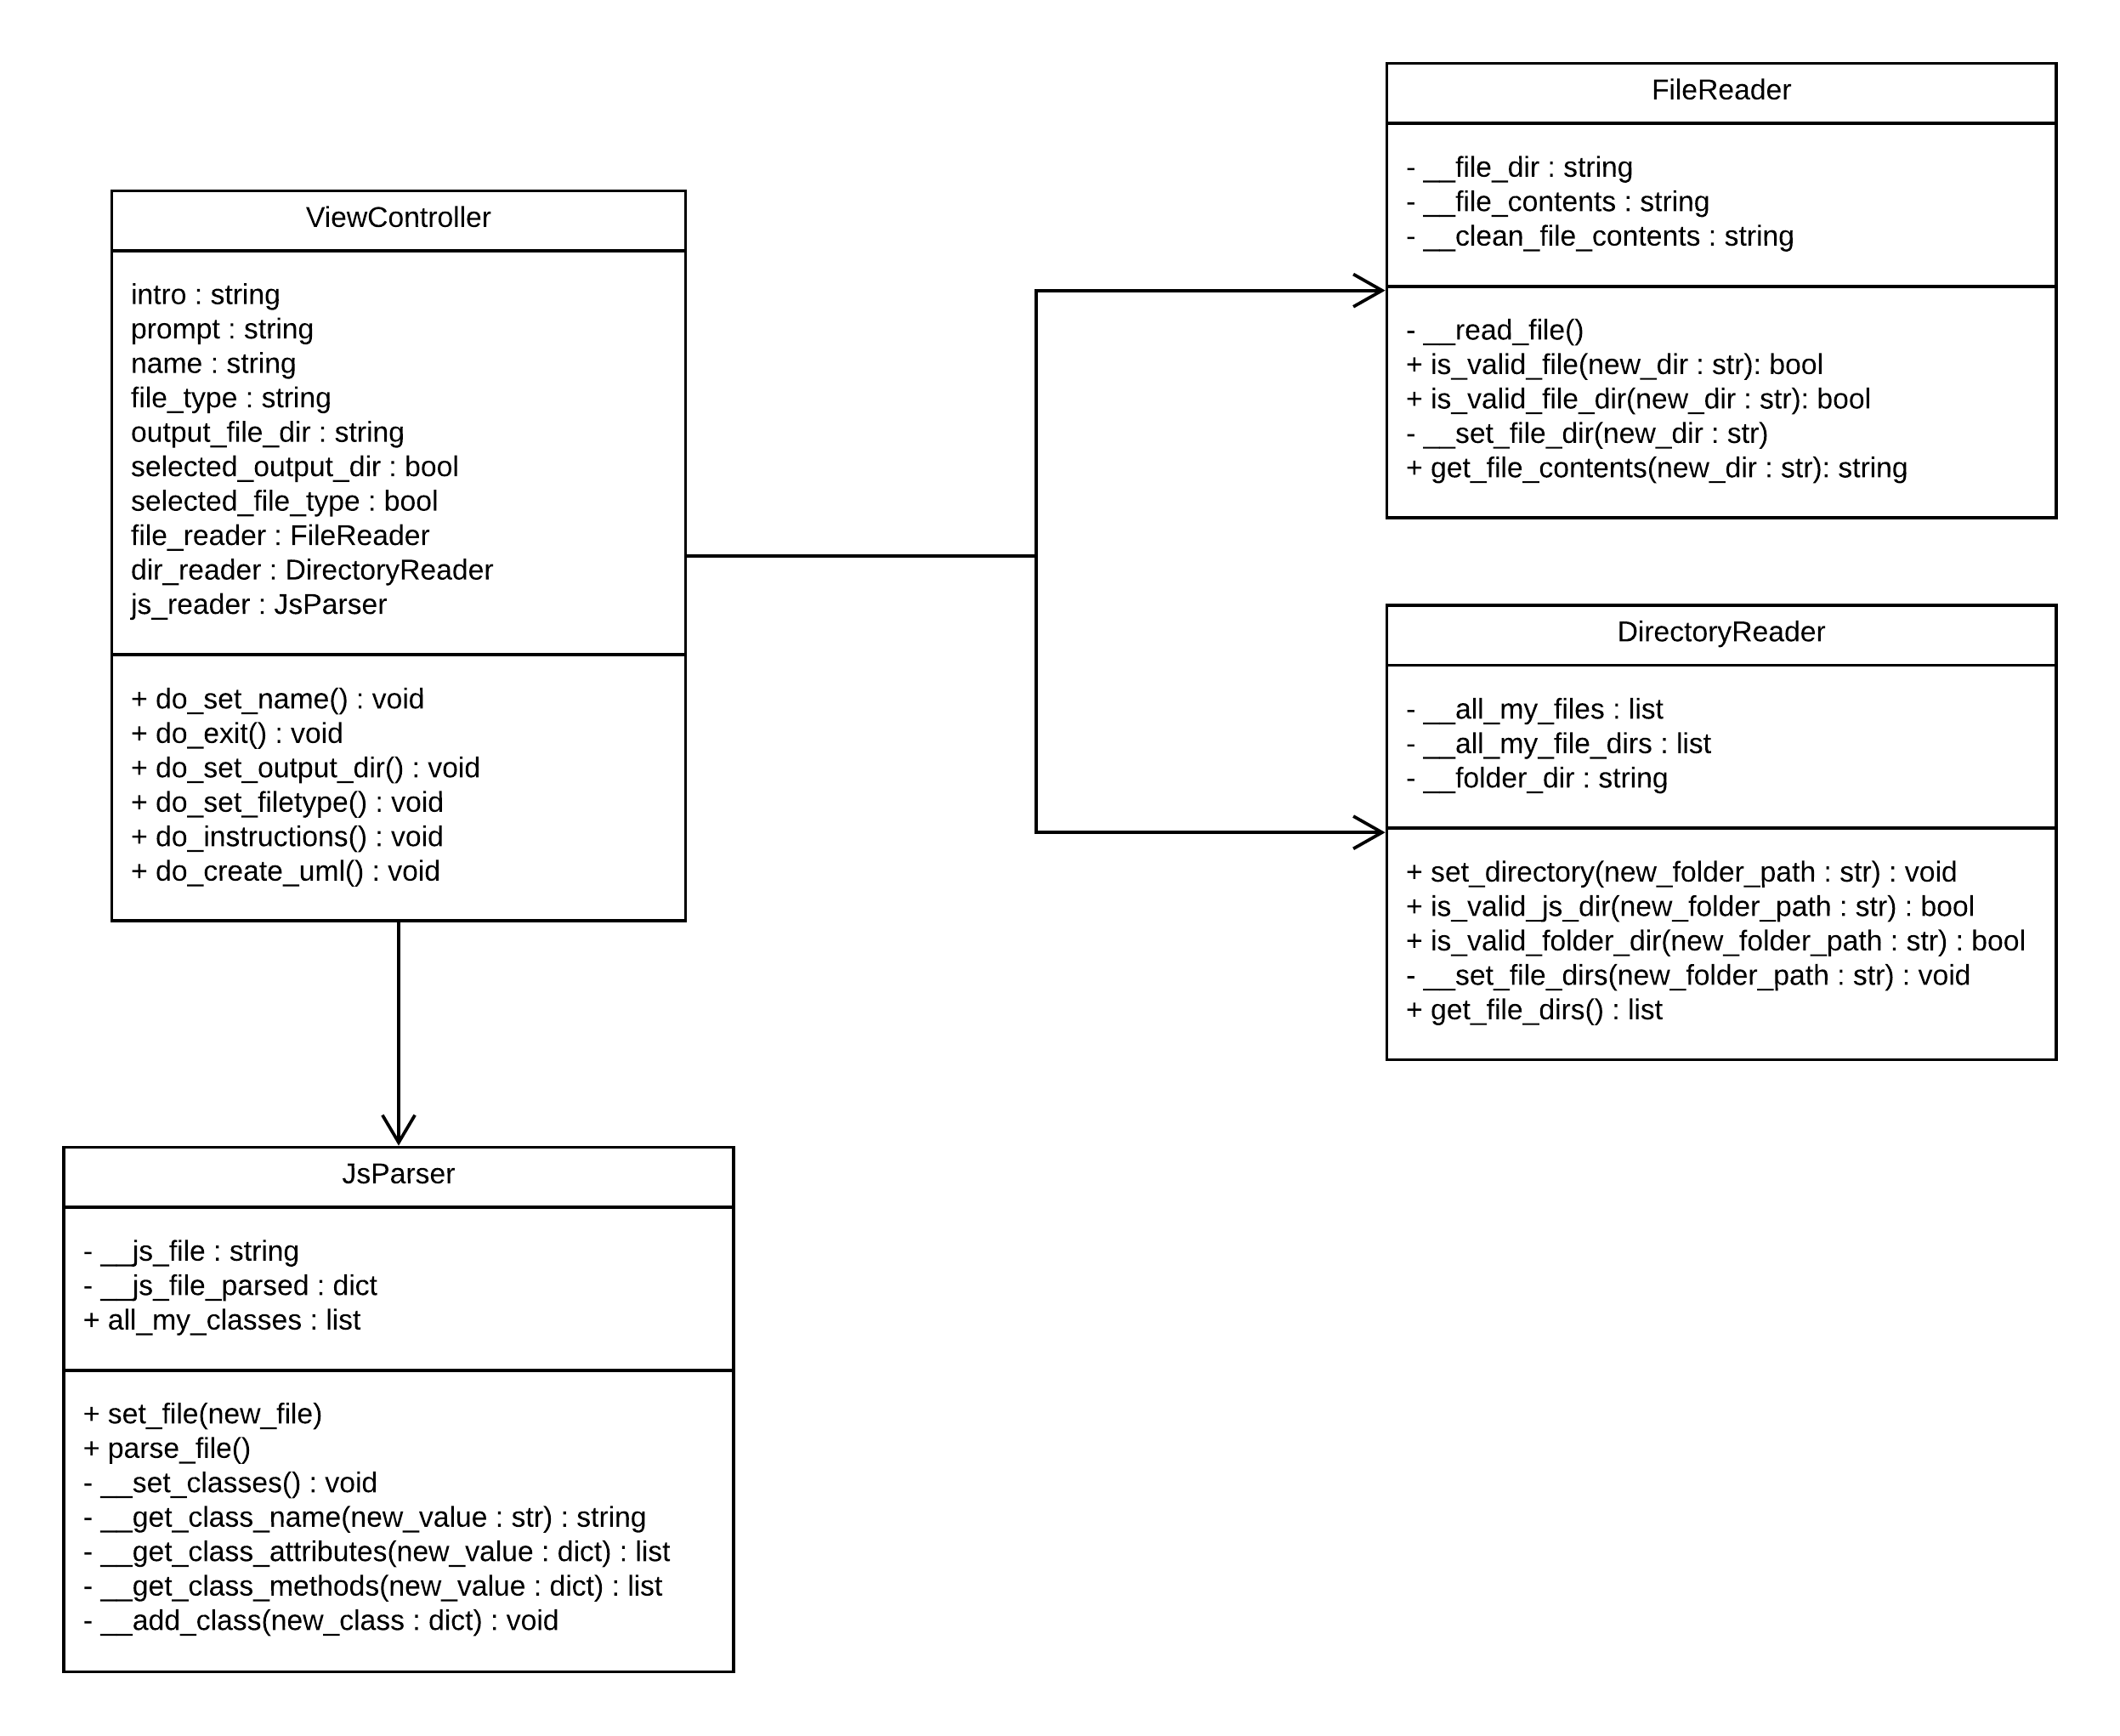 ViewController
intro : string
prompt : string
name : string
file_type : string
output_file_dir : string
selected_output_dir : bool
selected_file_type : bool
file_reader : FileReader
dir_reader : DirectoryReader
js_reader : JsParser
+ do_set_name() : void
+ do_exit() : void
+ do_set_output_dir() : void
+ do_set_filetype() : void
+ do_instructions() : void
+ do_create_uml() : void
FileReader
- __file_dir : string
- __file_contents : string
- __clean_file_contents : string
- __read_file()
+ is_valid_file(new_dir : str): bool
+ is_valid_file_dir(new_dir : str): bool
- __set_file_dir(new_dir : str)
+ get_file_contents(new_dir : str): string
DirectoryReader
- __all_my_files : list
- __all_my_file_dirs : list
- __folder_dir : string
+ set_directory(new_folder_path : str) : void
+ is_valid_js_dir(new_folder_path : str) : bool
+ is_valid_folder_dir(new_folder_path : str) : bool
- __set_file_dirs(new_folder_path : str) : void
+ get_file_dirs() : list
JsParser
- __js_file : string
- __js_file_parsed : dict
+ all_my_classes : list
+ set_file(new_file)
+ parse_file()
- __set_classes() : void
- __get_class_name(new_value : str) : string
- __get_class_attributes(new_value : dict) : list
- __get_class_methods(new_value : dict) : list
- __add_class(new_class : dict) : void